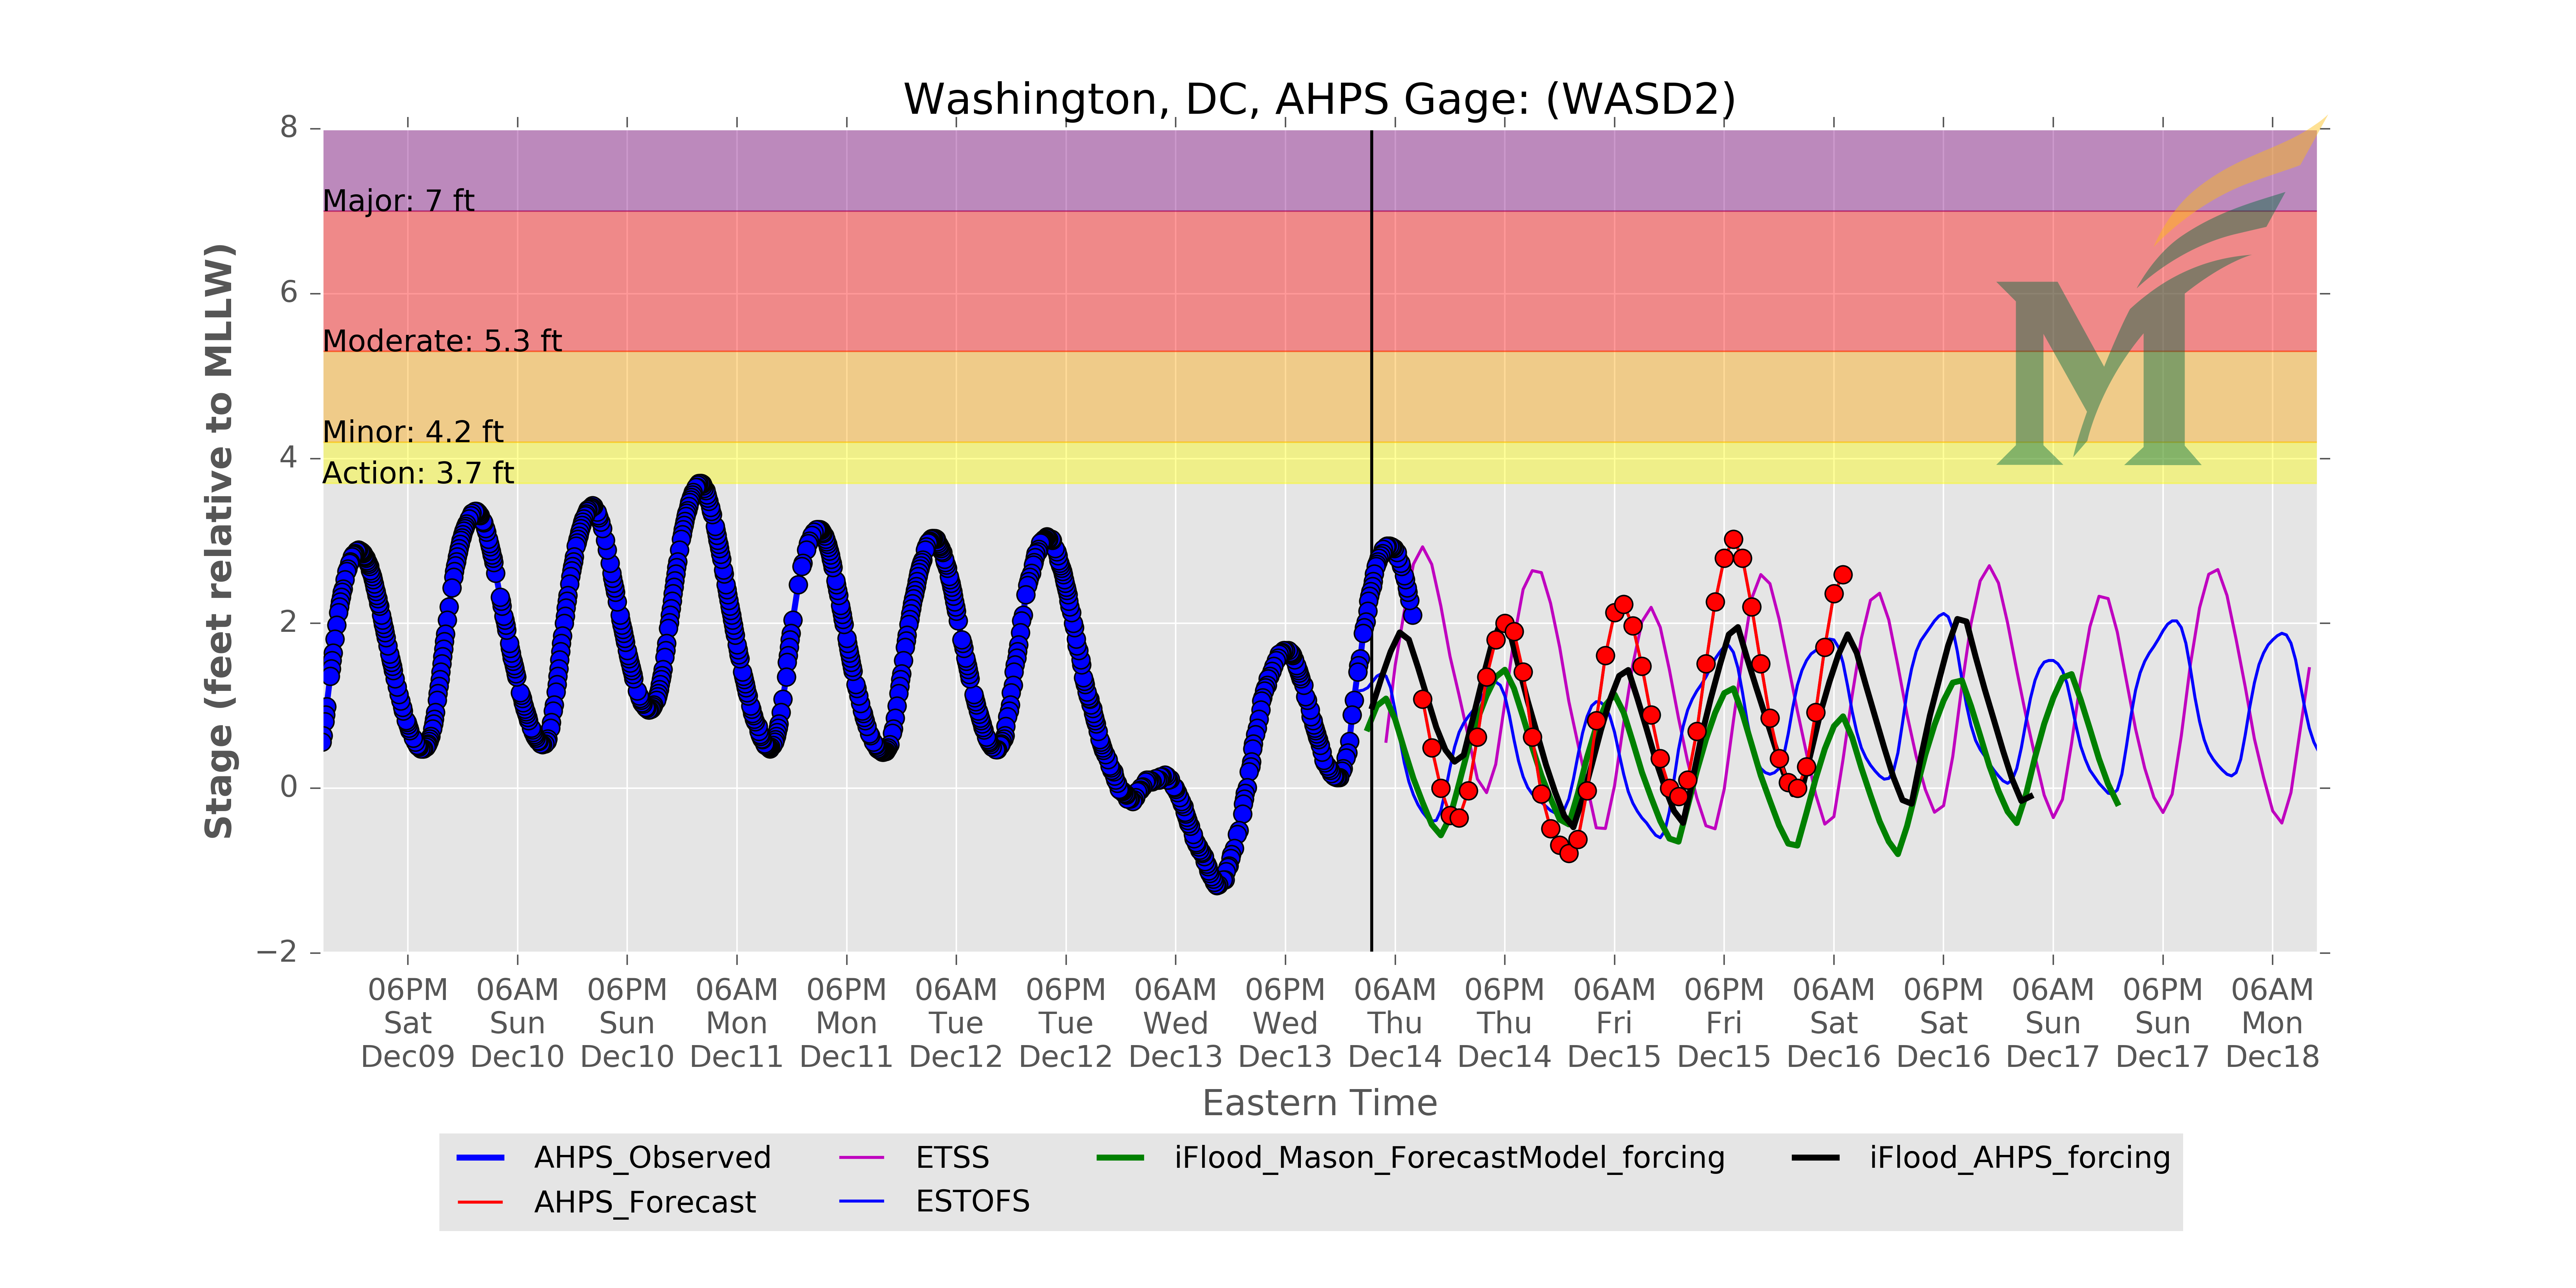 Washington, DC, AHPS Gage: (WASD2)
8
Major: 7 ft
6
Moderate: 5.3 ft
Minor: 4.2 ft
4
Action: 3.7 ft
2
0
−2
Stage (feet relative to MLLW)
06PM 06AM 06PM 06AM 06PM 06AM 06PM 06AM 06PM 06AM 06PM 06AM 06PM 06AM 06PM 06AM 06PM 06AM
Sat Sun Sun Mon Mon Tue Tue Wed Wed Thu Thu Fri Fri Sat Sat Sun Sun Mon
Dec09 Dec10 Dec10 Dec11 Dec11 Dec12 Dec12 Dec13 Dec13 Dec14 Dec14 Dec15 Dec15 Dec16 Dec16 Dec17 Dec17 Dec18
Eastern Time
AHPS_Observed ETSS iFlood_Mason_ForecastModel_forcing iFlood_AHPS_forcing
AHPS_Forecast ESTOFS
M